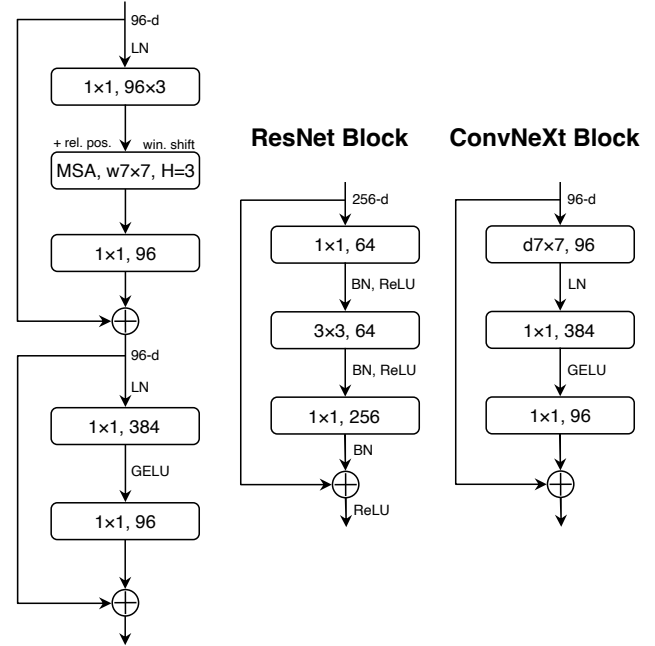 96-d
LN
1×1, 96×3
+ rel. pos. win. shift
MSA, w7×7, H=3
1×1, 96
96-d
LN
1×1, 384
GELU
1×1, 96
ResNet Block
256-d
1×1, 64
BN, ReLU
3×3, 64
BN, ReLU
1×1, 256
BN
ReLU
ConvNeXt Block
96-d
d7×7, 96
LN
1×1, 384
GELU
1×1, 96